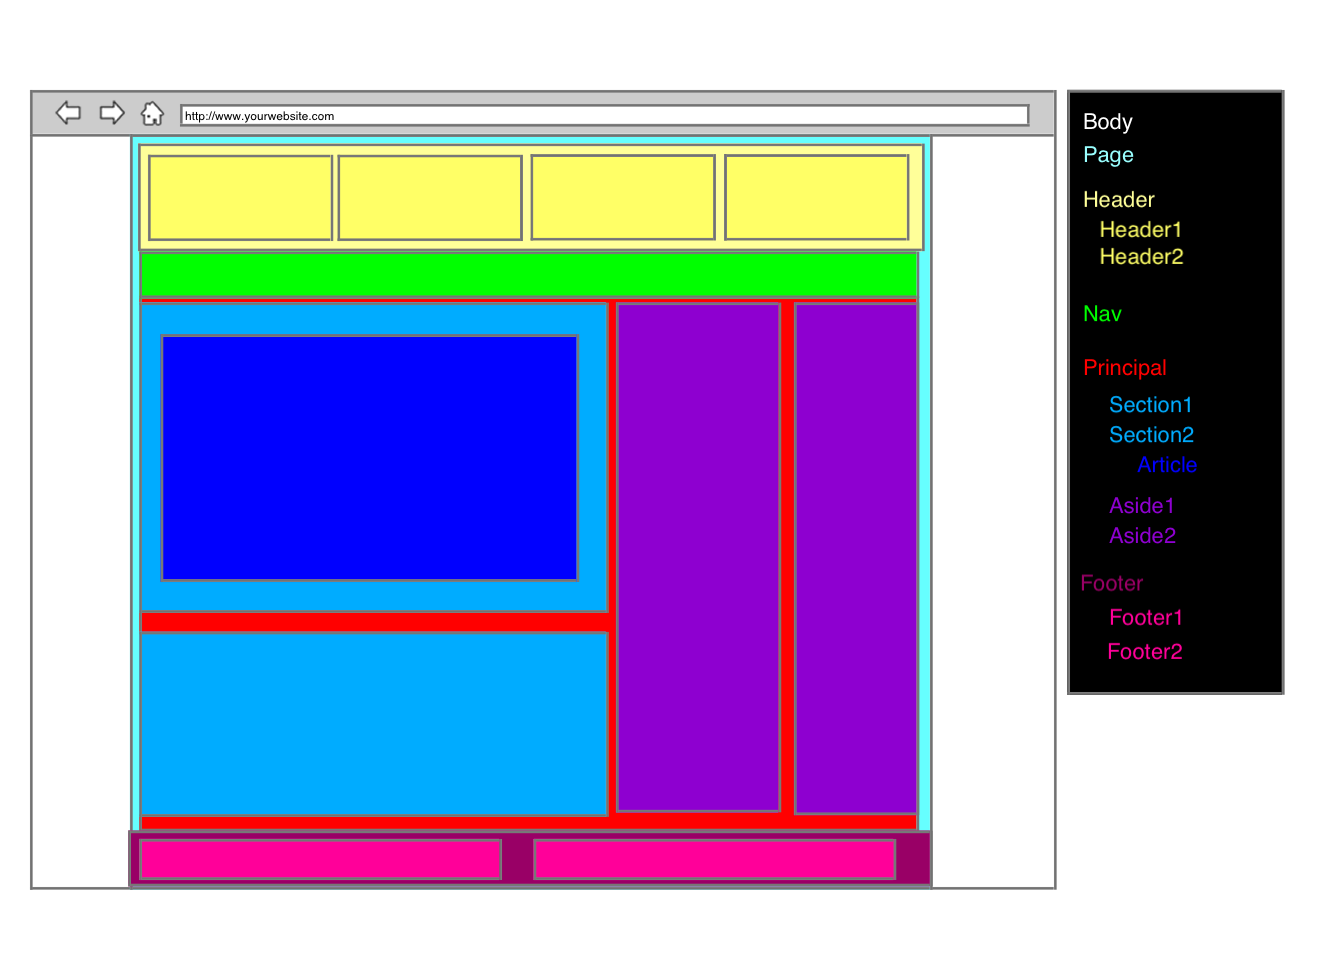 http://www.yourwebsite.com
Body
Page
Header
Header1
Header2
Nav
Principal
Section1
Section2
Article
Aside1
Aside2
Footer
Footer1
Footer2